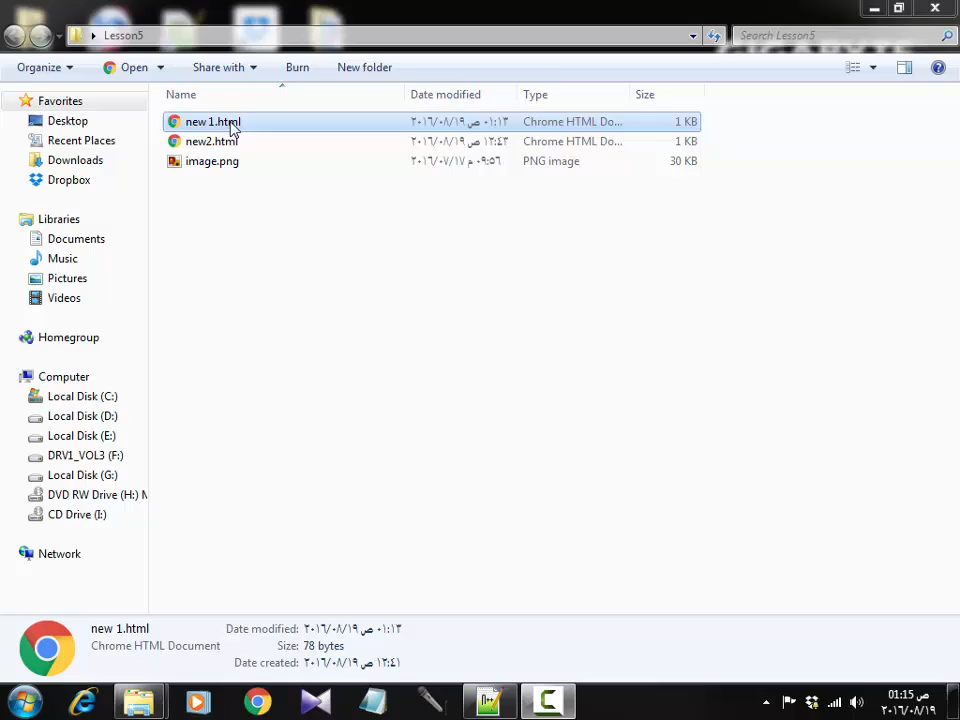 Lesson5
Search Lesson5
Organize
Open
Share with
Burn
New folder
Name
Date modified
Type
Size
new 1.html
٢٠١٦/٠٨/١٩ ص ٠١:١٣
Chrome HTML Do...
1 KB
new2.html
٢٠١٦/٠٨/١٩ ص ١٢:٤٣
Chrome HTML Do...
1 KB
image.png
٢٠١٦/٠٧/١٧ م ٠٩:٥٦
PNG image
30 KB
Favorites
Desktop
Recent Places
Downloads
Dropbox
Libraries
Documents
Music
Pictures
Videos
Homegroup
Computer
Local Disk (C:)
Local Disk (D:)
Local Disk (E:)
DRV1_VOL3 (F:)
Local Disk (G:)
DVD RW Drive (H:) M
CD Drive (I:)
Network
new 1.html
Chrome HTML Document
Date modified: ٢٠١٦/٠٨/١٩ ص ٠١:١٣
Size: 78 bytes
Date created: ٢٠١٦/٠٨/١٩ ص ١٢:٤١
ص 01:15
٢٠١٦/٠٨/١٩